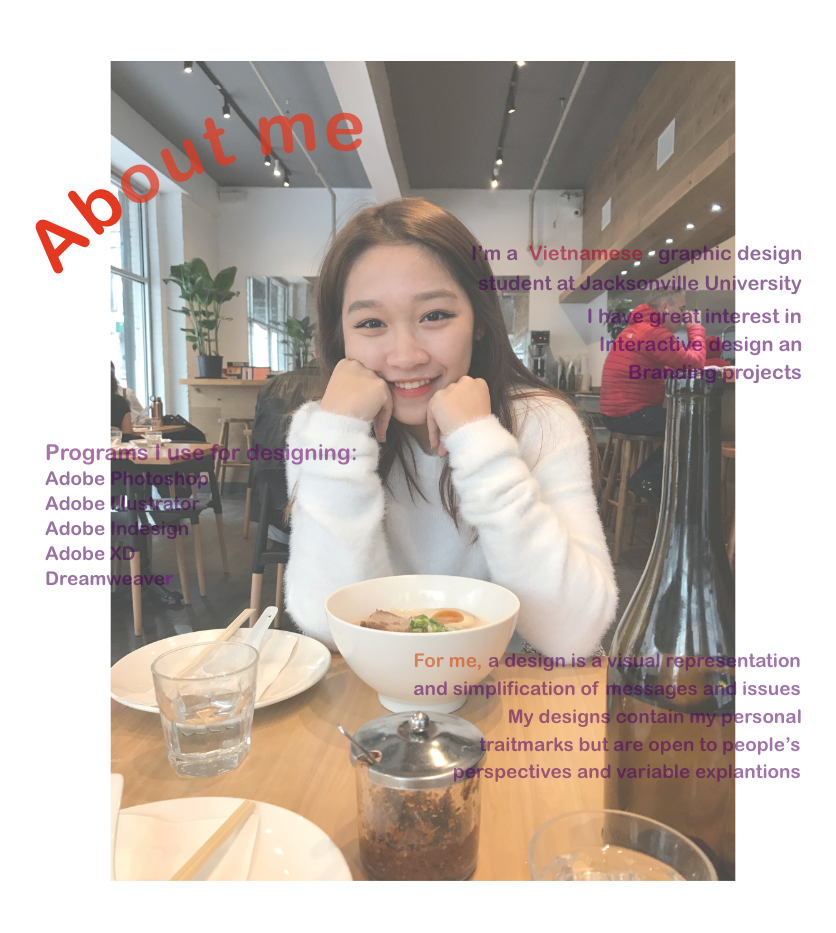 About me
I'm a Vietnamese graphic design
student at Jacksonville University
I have great interest in
Interactive design an
Branding projects
Programs I use for designing:
Adobe Photoshop
Adobe Illustrator
Adobe Indesign
Adobe XD
Dreamweaver
For me, a design is a visual representation
and simplification of messages and issues
My designs contain my personal
traitmarks but are open to people's
perspectives and variable explantions